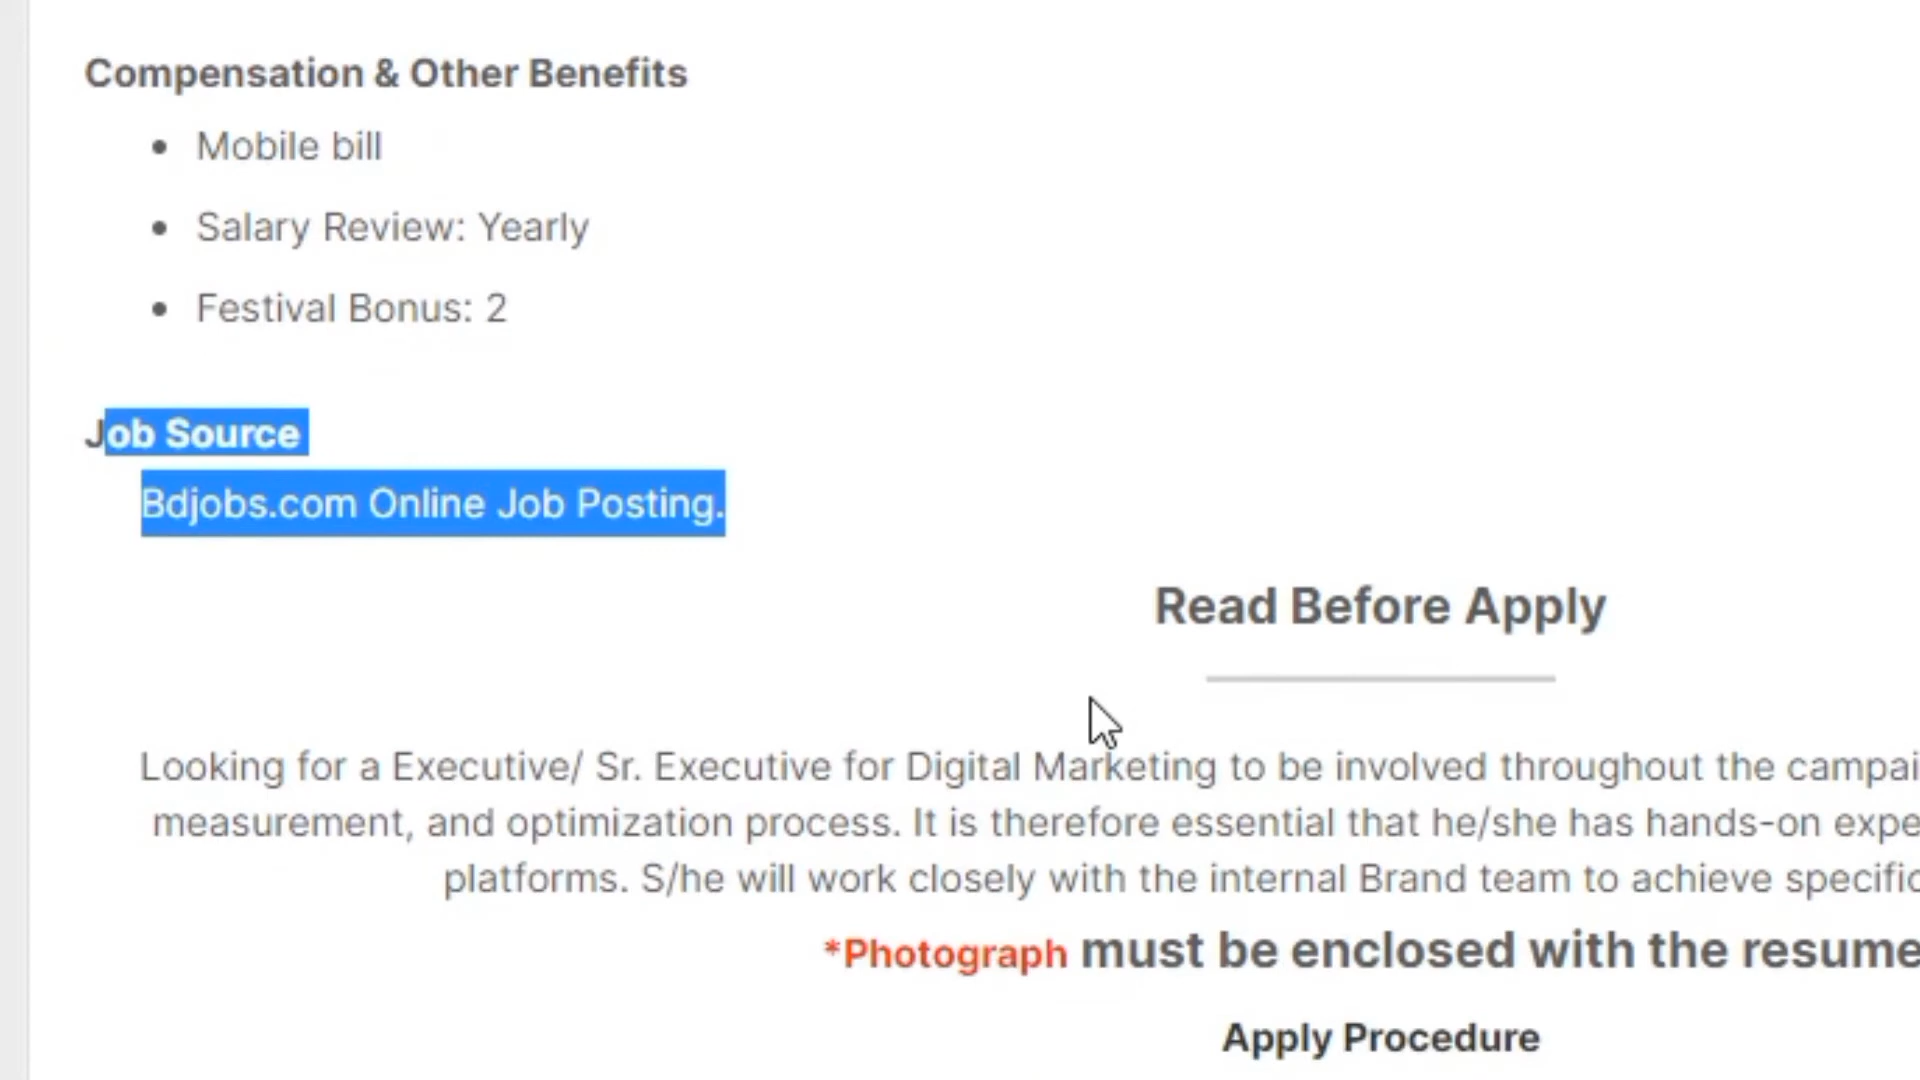 Compensation & Other Benefits
• Mobile bill
• Salary Review: Yearly
• Festival Bonus: 2
Job Source
Bdjobs.com Online Job Posting.
Read Before Apply
Looking for a Executive/ Sr. Executive for Digital Marketing to be involved throughout the
measurement, and optimization process. It is therefore essential that he/she has hands-on
platforms. S/he will work closely with the internal Brand team to achieve
*Photograph must be enclosed with the resume
Apply Procedure